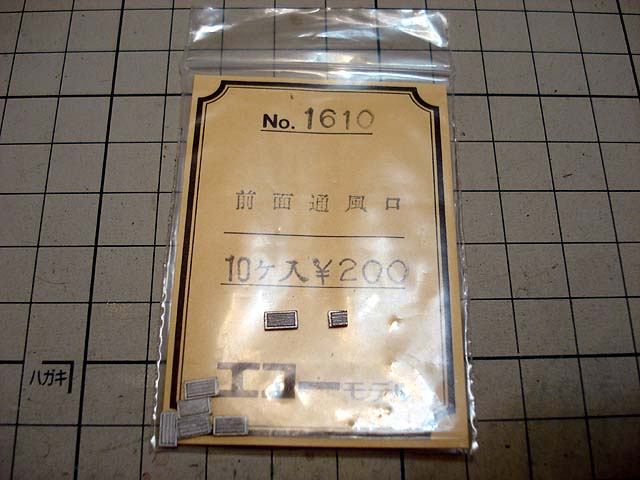 No. 1610
前面通風口
10ケ入¥200
エコーモデル
ハガキ